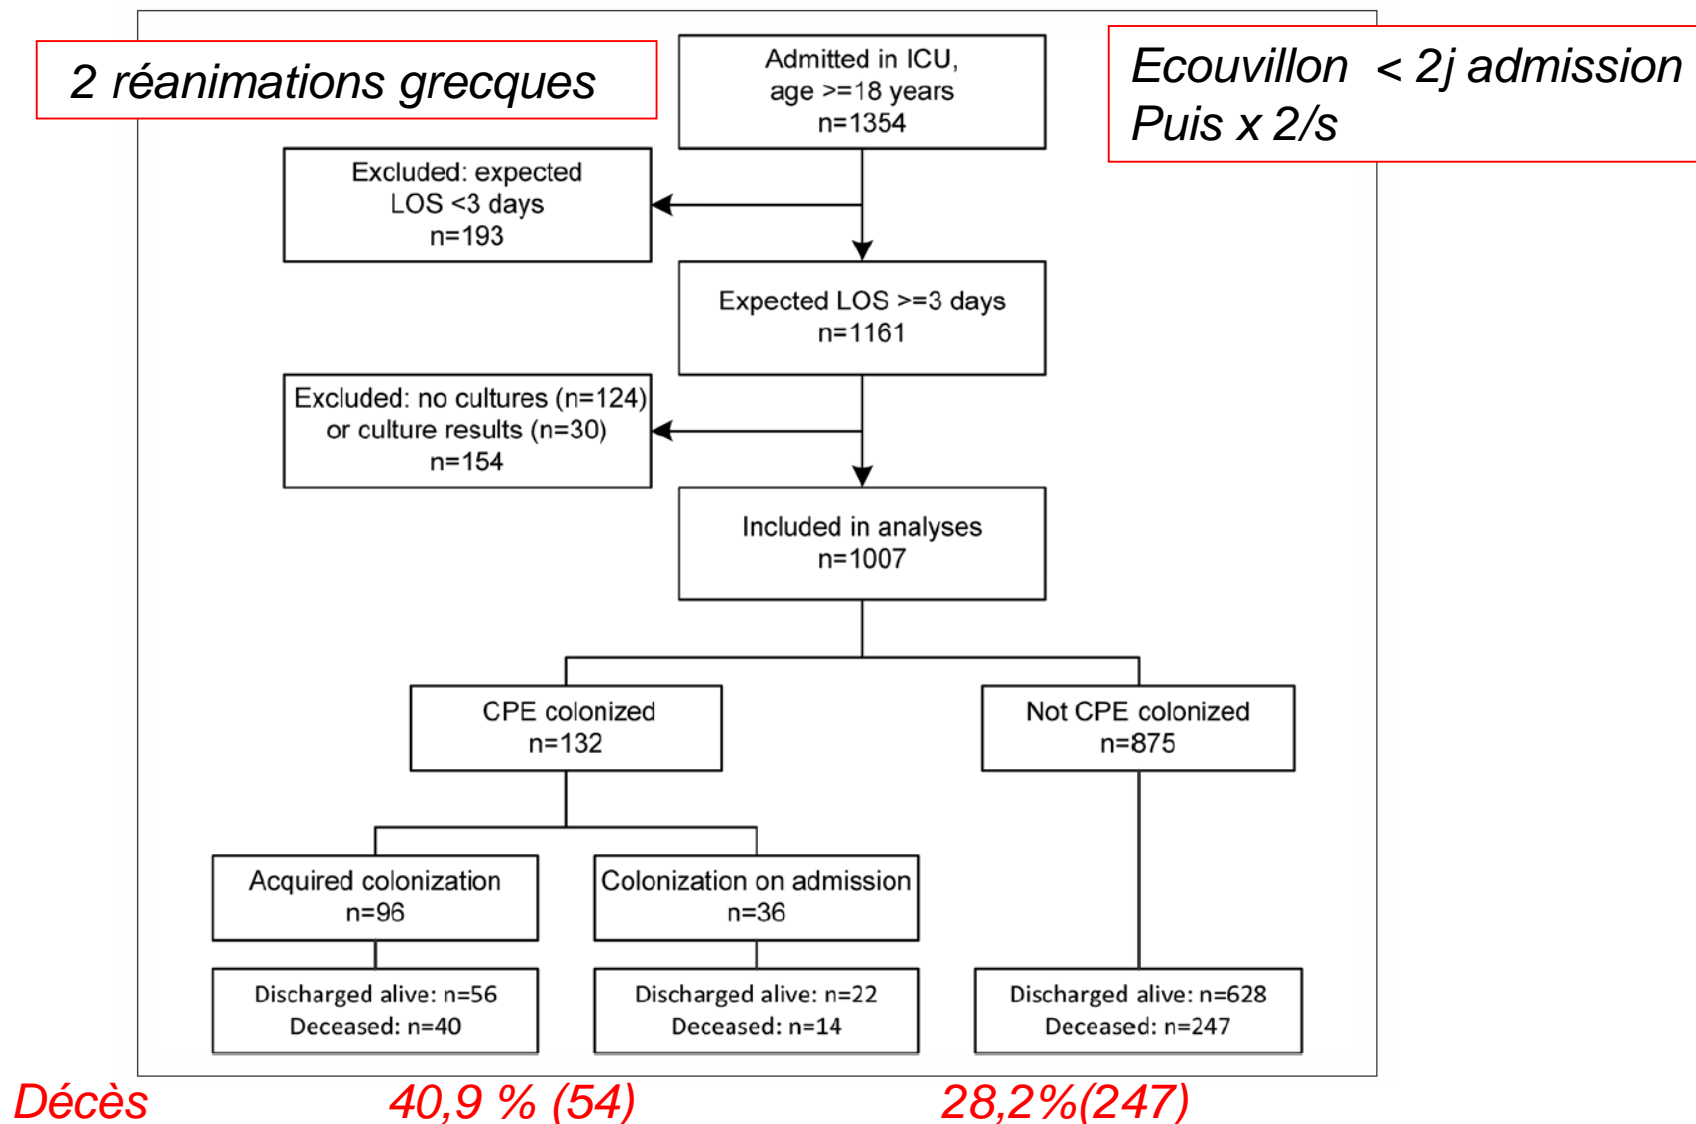 2 réanimations grecques
Ecouvillon < 2j admission
Puis x 2/s
Admitted in ICU,
age >=18 years
n=1354
Excluded: expected
LOS <3 days
n=193
Expected LOS >=3 days
n=1161
Excluded: no cultures (n=124)
or culture results (n=30)
n=154
Included in analyses
n=1007
CPE colonized
n=132
Not CPE colonized
n=875
Acquired colonization
n=96
Colonization on admission
n=36
Discharged alive: n=56
Deceased: n=40
Discharged alive: n=22
Deceased: n=14
Discharged alive: n=628
Deceased: n=247
Décès 40,9 % (54) 28,2%(247)